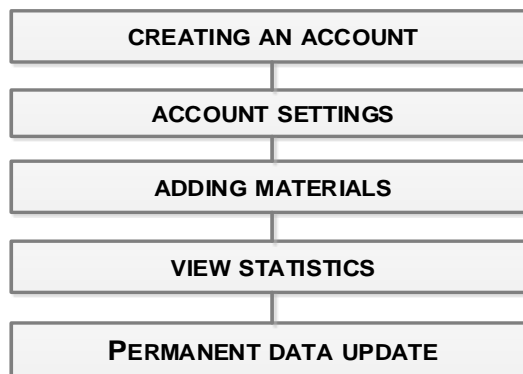 CREATING AN ACCOUNT
ACCOUNT SETTINGS
ADDING MATERIALS
VIEW STATISTICS
PERMANENT DATA UPDATE